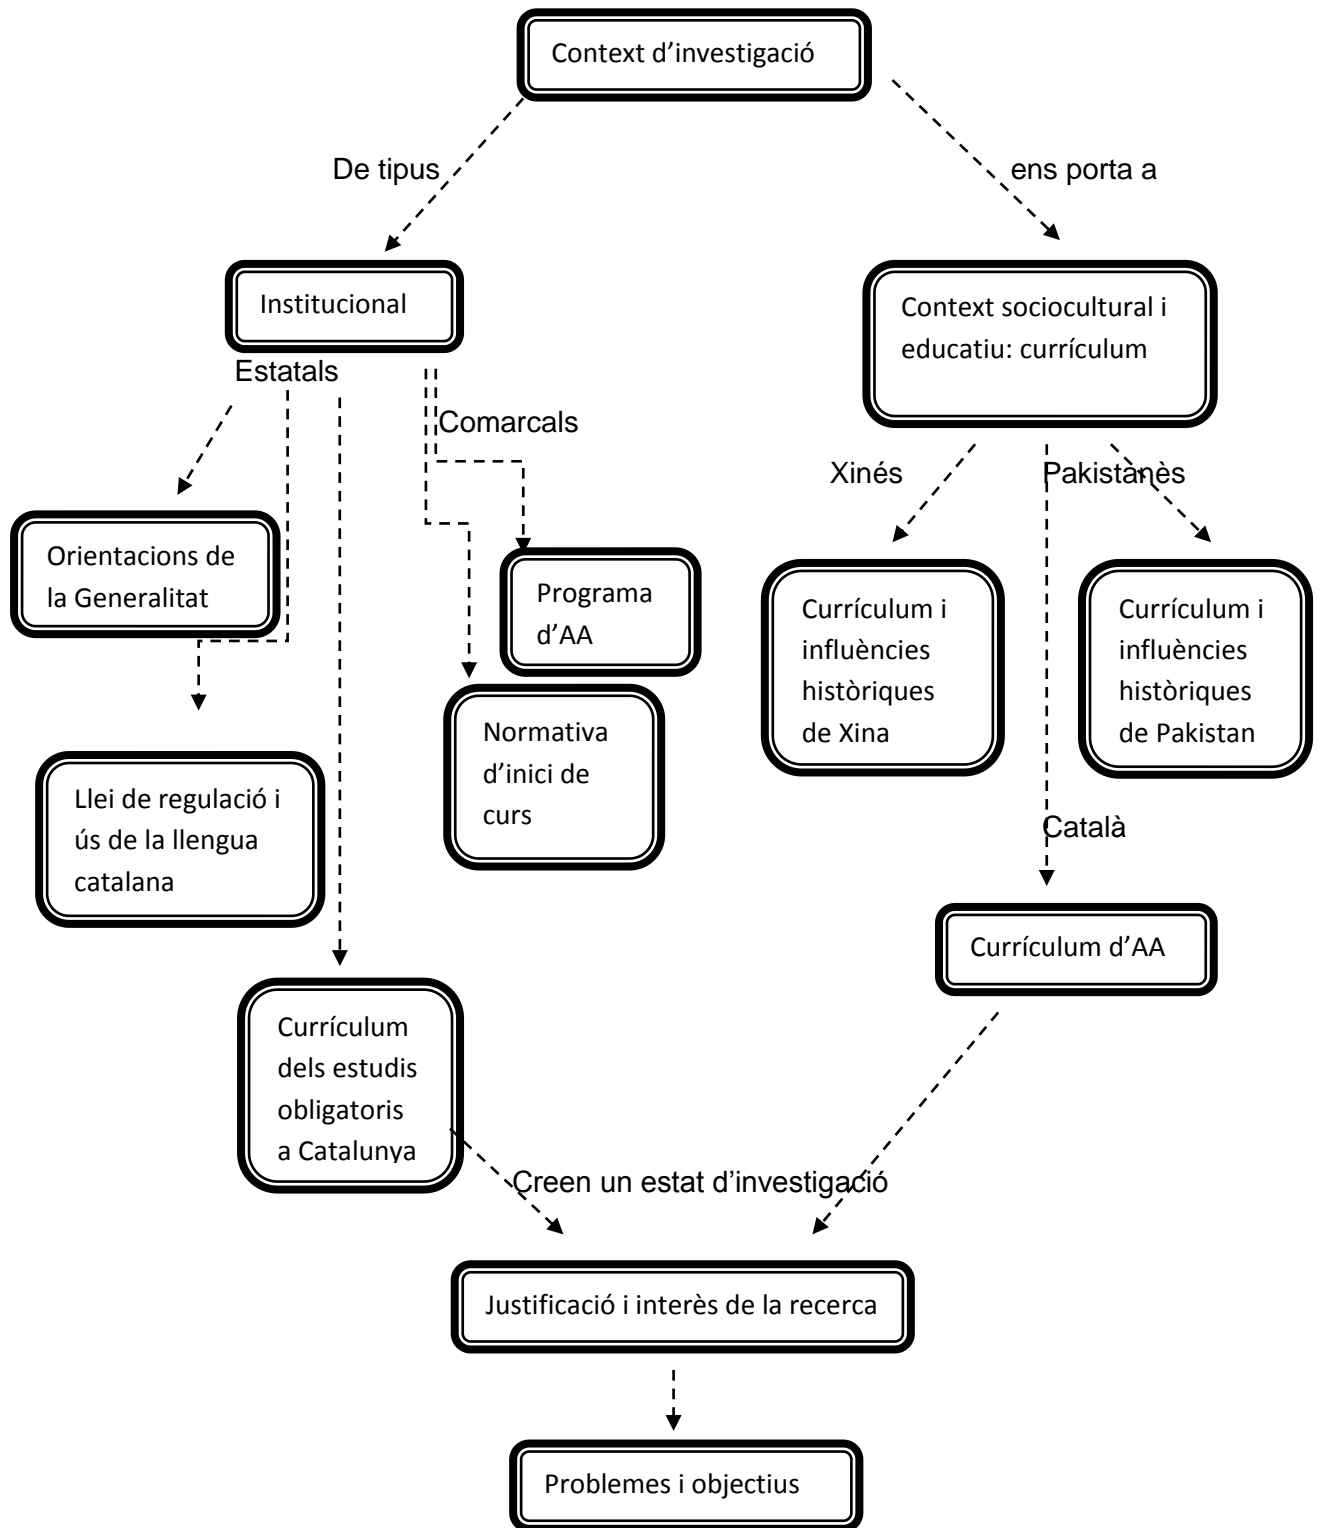 Context d’investigació
De tipus
ens porta a
Institucional
Context sociocultural i
educatiu: currículum
Estatals
Comarcals
Xinés
Pakistànès
Orientacions de
la Generalitat
Programa
d’AA
Currículum i
influències
històriques
de Xina
Currículum i
influències
històriques
de Pakistan
Normativa
d’inici de
curs
Llei de regulació i
ús de la llengua
catalana
Català
Currículum d’AA
Currículum
dels estudis
obligatoris
a Catalunya
Creen un estat d’investigació
Justificació i interès de la recerca
Problemes i objectius